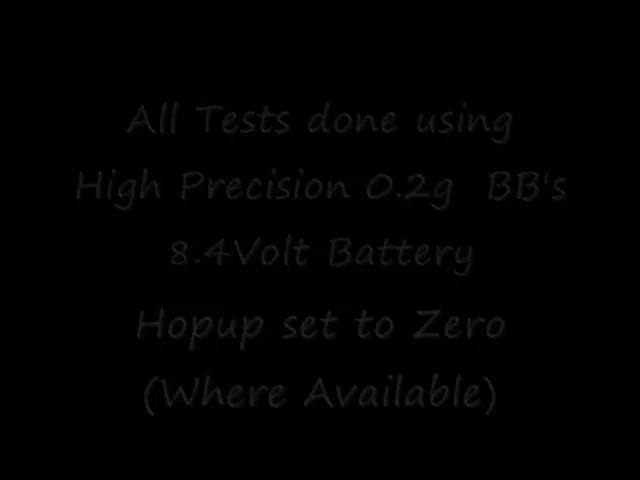 All Tests done using
High Precision 0.2g BB's
8.4Volt Battery
Hopup set to Zero
(Where Available)